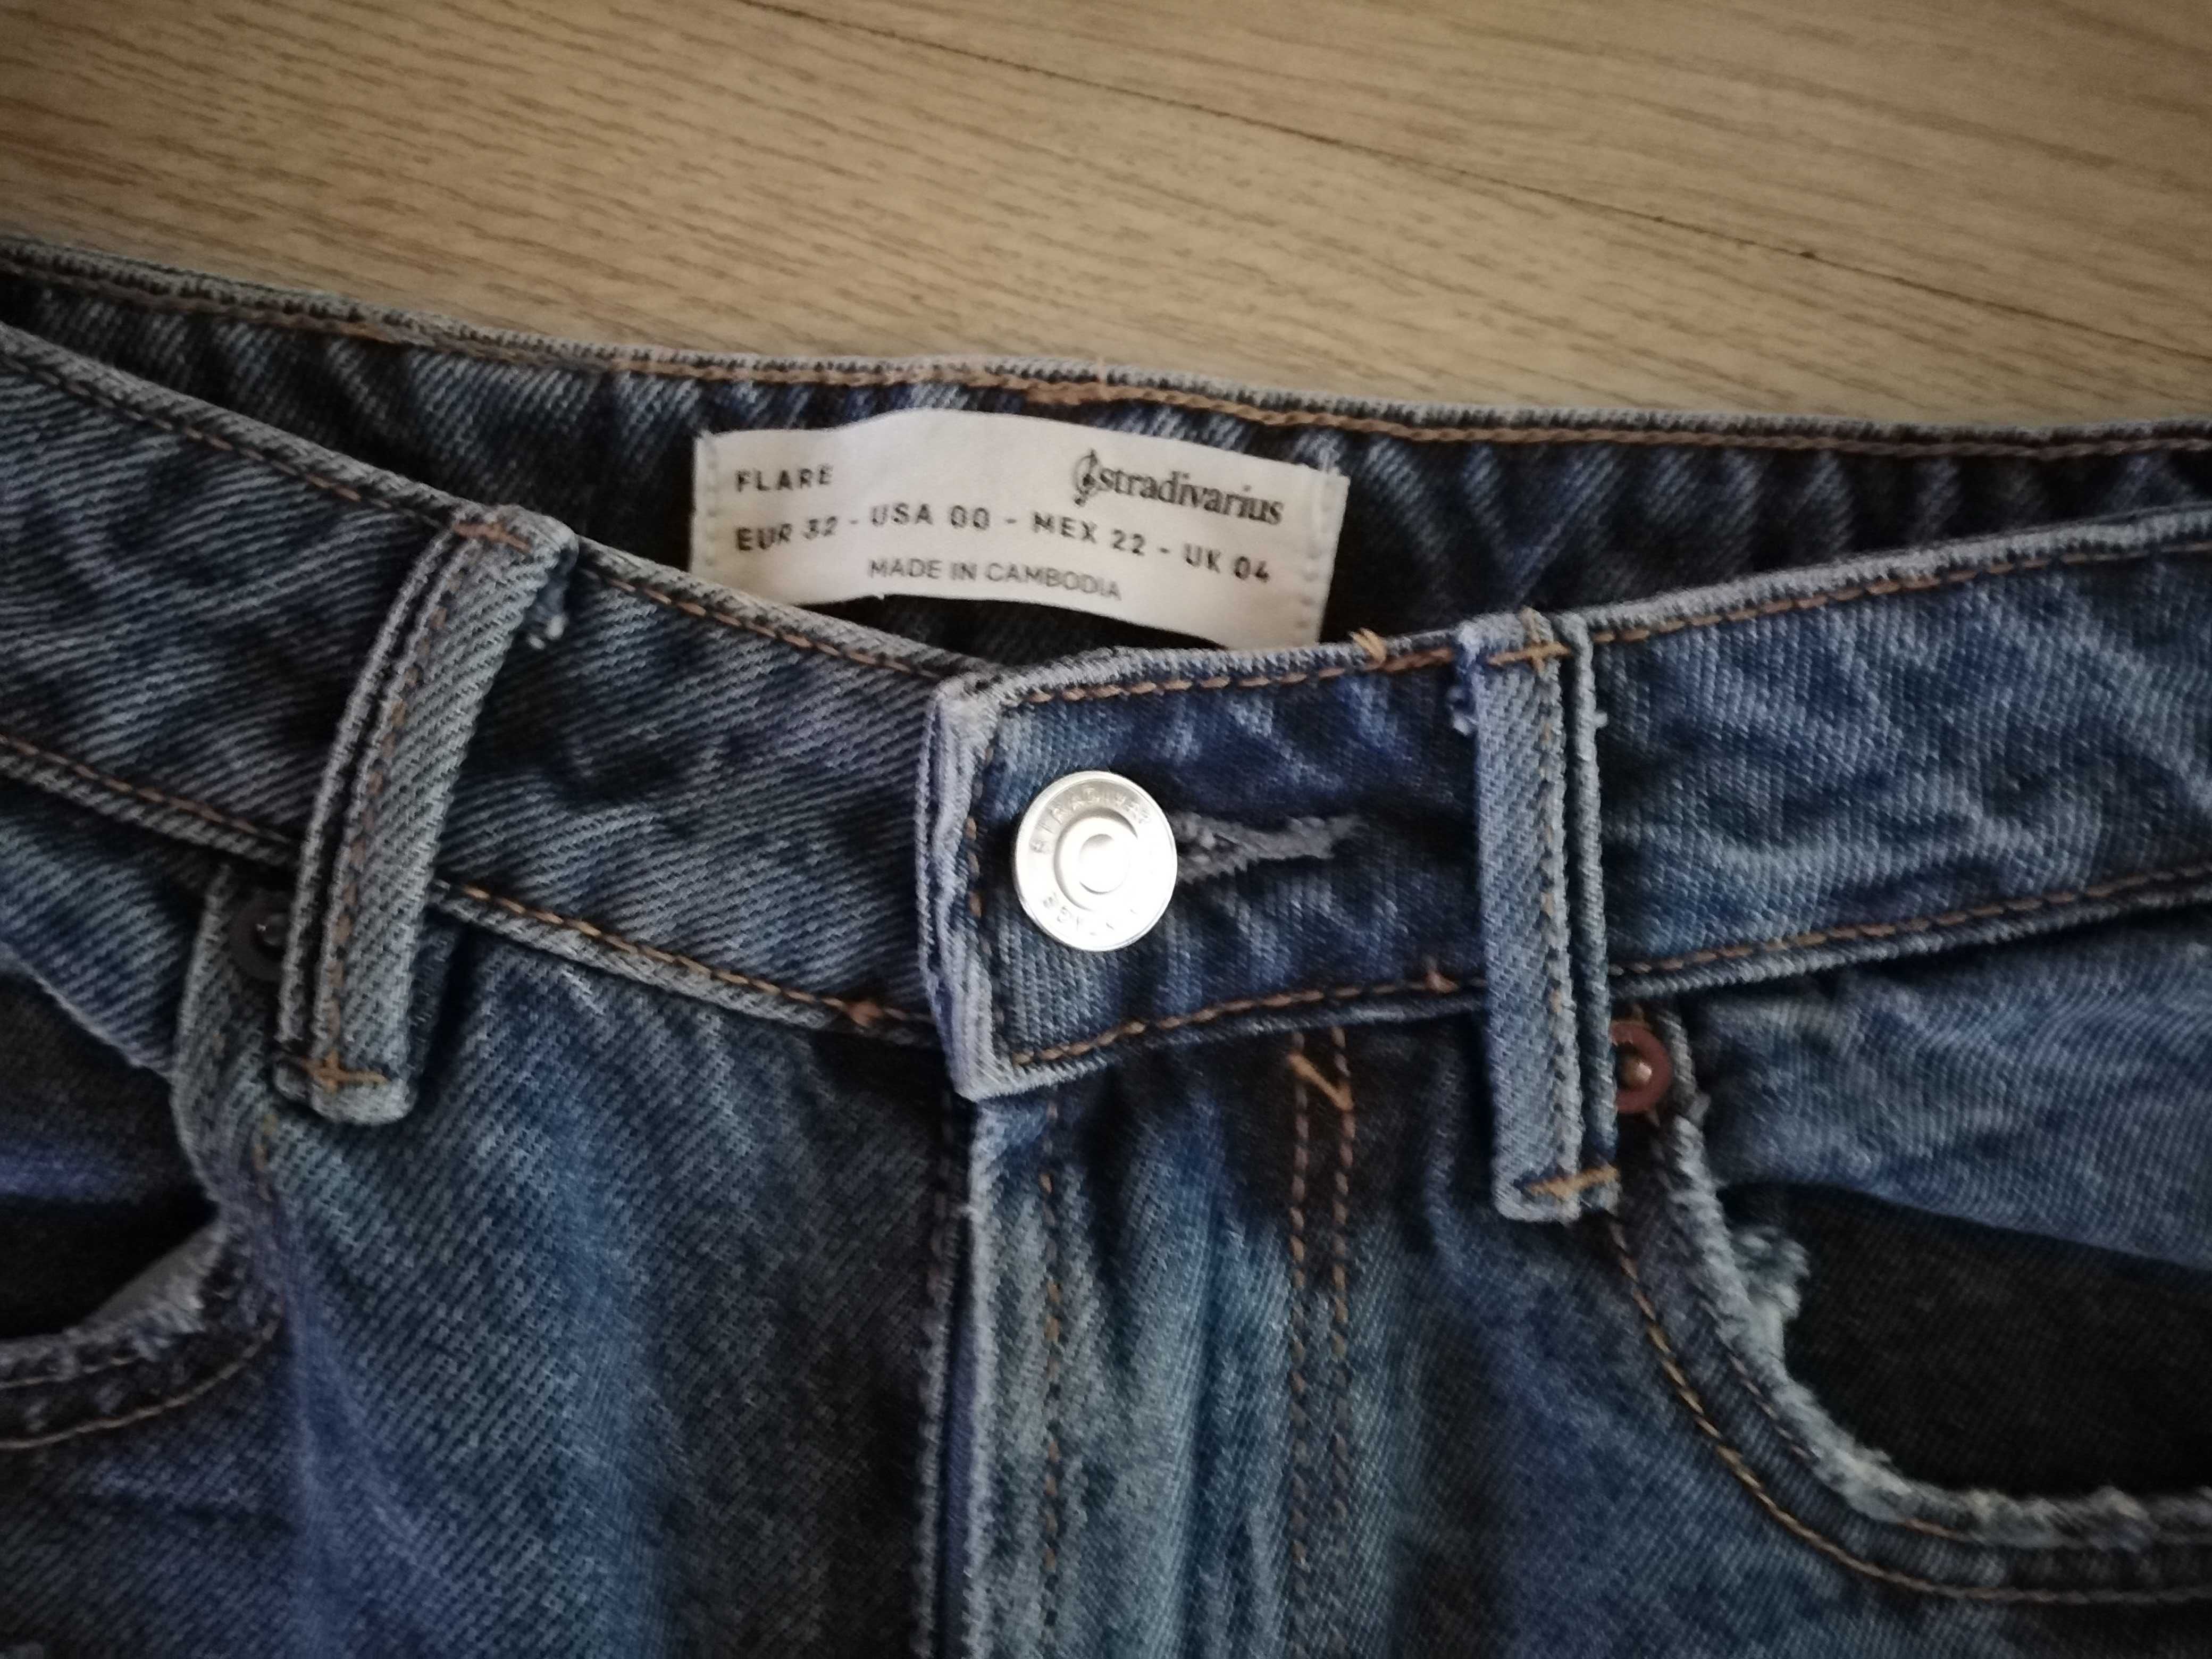 FLARE stradivarius
EUR 32 - USA 00 - MEX 22 - UK 04
MADE IN CAMBODIA